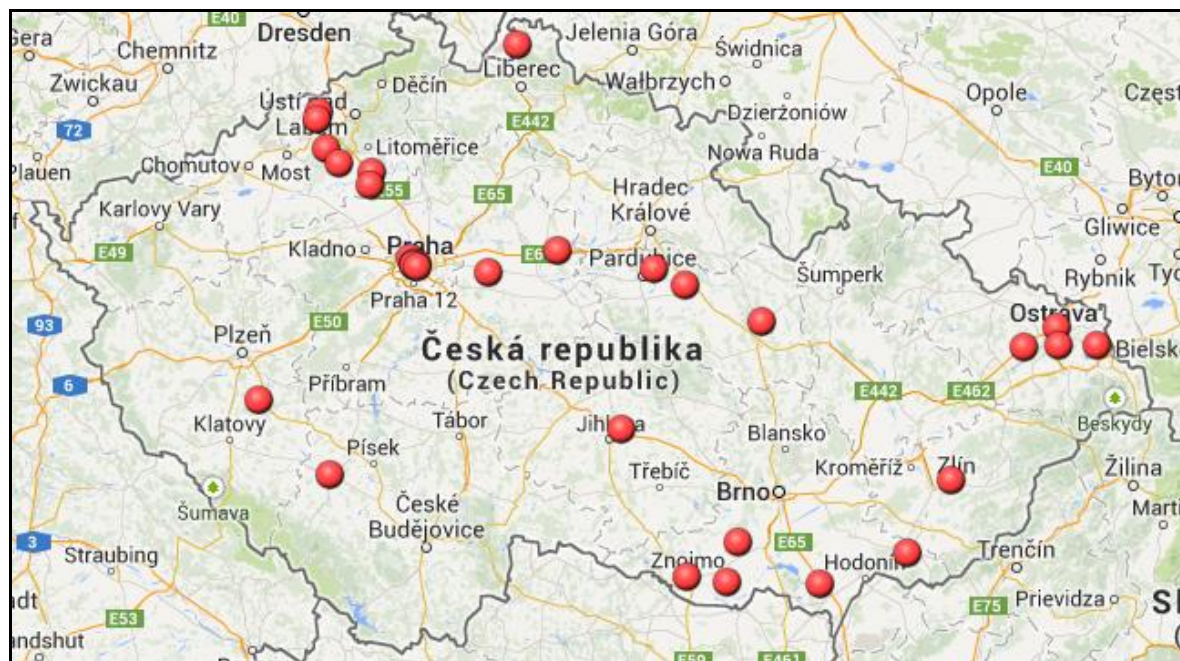 E40
Dresden
Gera
Chemnitz
Jelenia Góra
Świdnica
Zwickau
Děčín
Liberec
Wałbrzych
Ústí nad
Labem
Dzierżoniów
Opole
72
E442
Plauen
Chomutov
Most
Litoměřice
Nowa Ruda
E40
E55
E65
Hradec
Králové
Karlovy Vary
Gliwice
E49
Kladno
Praha
Pardubice
Rybnik
Praha 12
Šumperk
93
E50
Ostrava
Plzeň
Česká republika
(Czech Republic)
6
Příbram
E442
E462
Klatovy
Tábor
Jihlava
Blansko
Beskydy
Písek
Třebíč
Kroměříž
Zlín
Žilina
Brno
Šumava
České
Budějovice
3
Straubing
Znojmo
E65
Hodonín
Trenčín
E75
Prievidza
E53
E59
E461